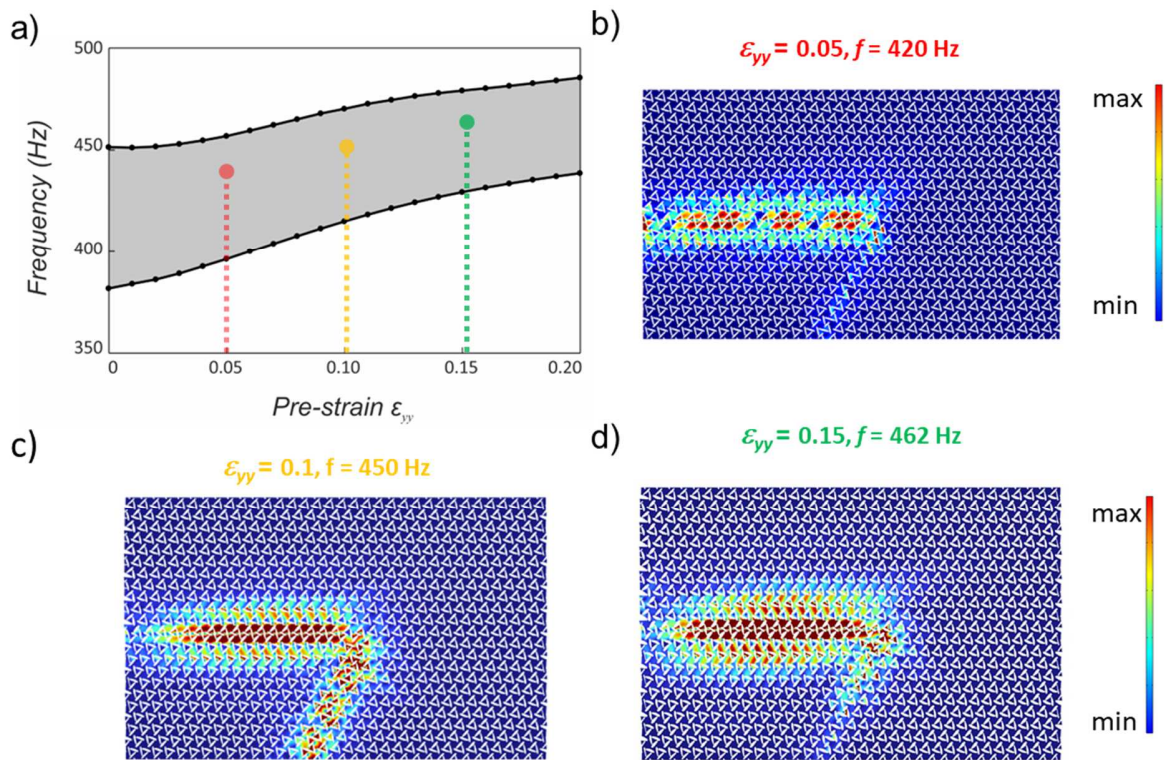 a)
500
450
400
350
Frequency (Hz)
0
0.05
0.10
0.15
0.20
Pre-strain εyy
b)
εyy = 0.05, f = 420 Hz
max
min
c)
εyy = 0.1, f = 450 Hz
d)
εyy = 0.15, f = 462 Hz
max
min